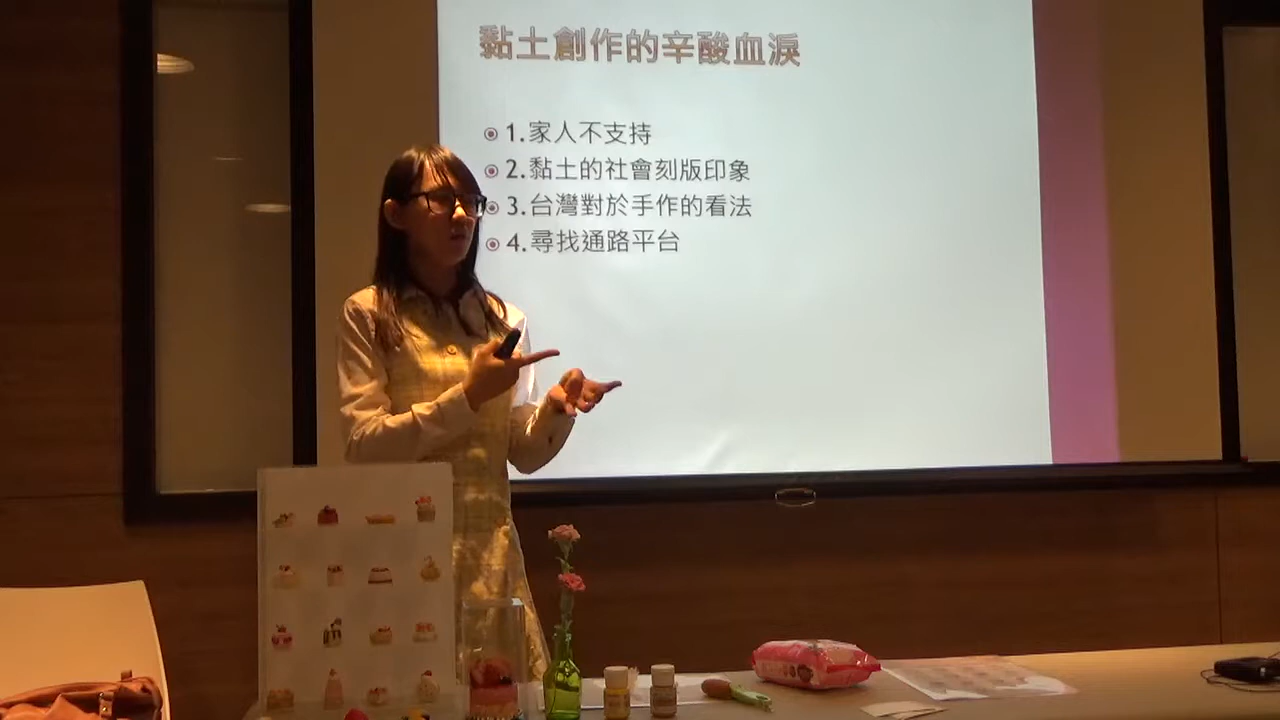 黏土創作的辛酸血淚
1.家人不支持
2.黏土的社會刻版印象
3.台灣對於手作的看法
4.尋找通路平台